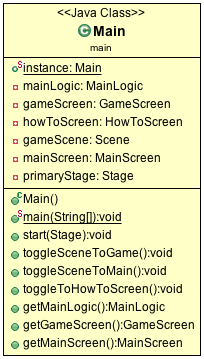 <<Java Class>>
Main
main
instance: Main
mainLogic: MainLogic
gameScreen: GameScreen
howToScreen: HowToScreen
gameScene: Scene
mainScreen: MainScreen
primaryStage: Stage
Main()
main(String[]):void
start(Stage):void
toggleSceneToGame():void
toggleSceneToMain():void
toggleToHowToScreen():void
getMainLogic():MainLogic
getGameScreen():GameScreen
getMainScreen():MainScreen